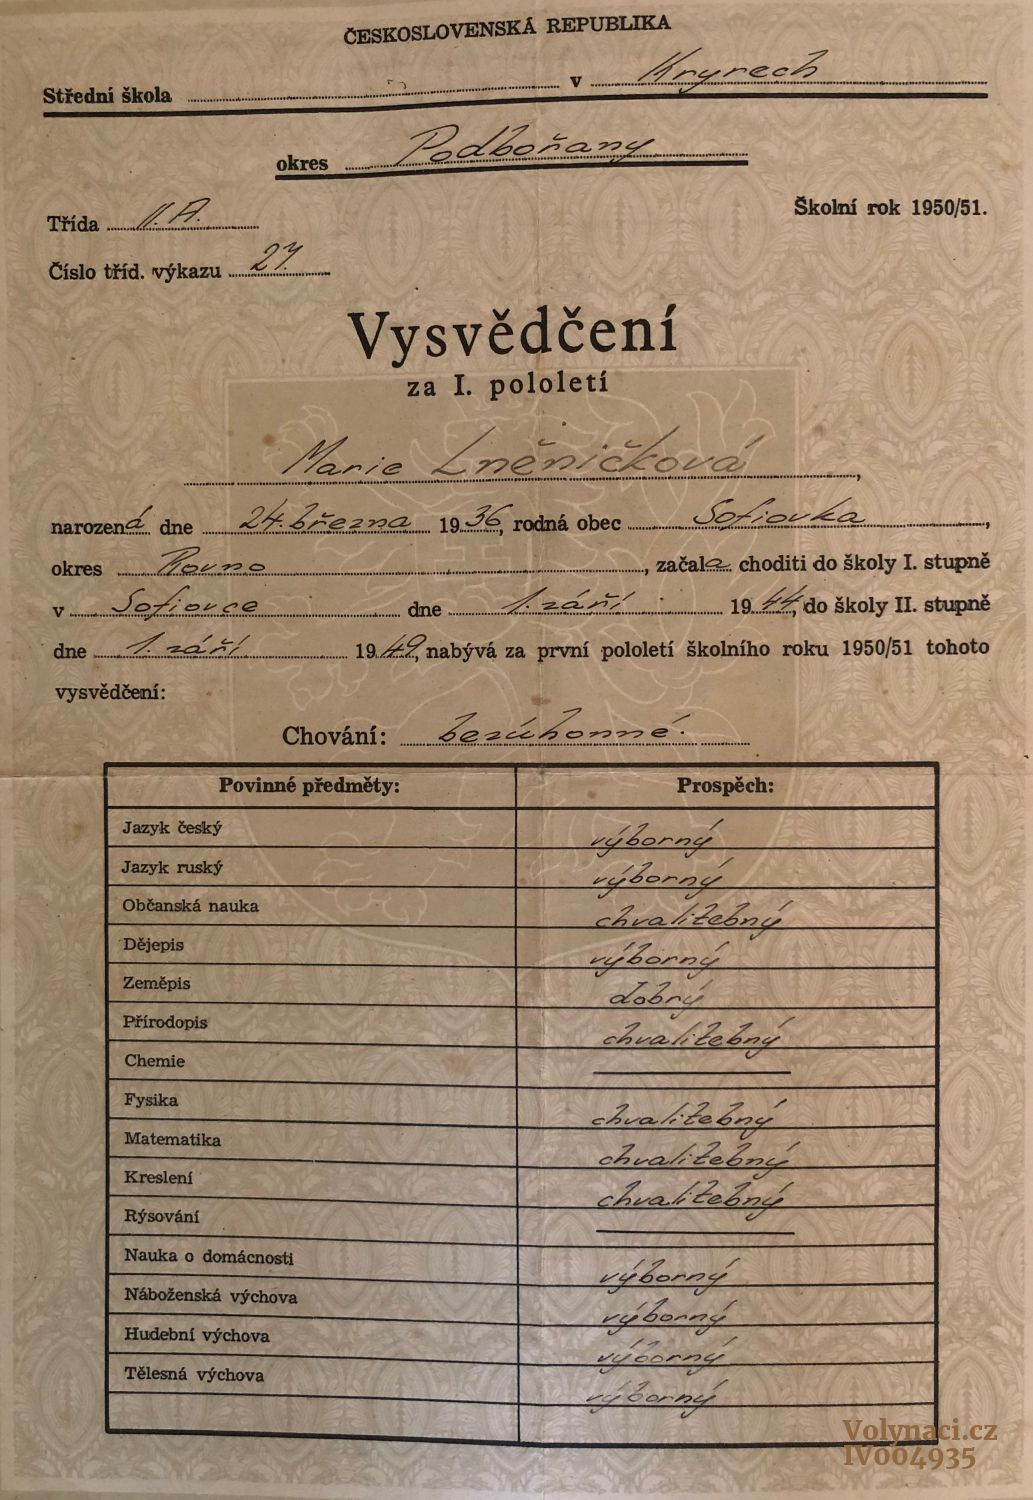 ČESKOSLOVENSKÁ REPUBLIKA
Střední škola v Kryrech
okres Podbořany
Třída II.A. Školní rok 1950/51.
Číslo tříd. výkazu 27.
Vysvědčení
za I. pololetí
Marie Lněničková,
narozená dne 24. března 1936, rodná obec Sofiovka,
okres Rovno, začala choditi do školy I. stupně
v Sofiovce dne 1. září 1944, do školy II. stupně
dne 1. září 1949, nabývá za první pololetí školního roku 1950/51 tohoto
vysvědčení:
Chování: bezúhonné.
Povinné předměty: Prospěch:
Jazyk český výborný
Jazyk ruský výborný
Občanská nauka chvalitebný
Dějepis výborný
Zeměpis dobrý
Přírodopis chvalitebný
Chemie
Fysika chvalitebný
Matematika chvalitebný
Kreslení chvalitebný
Rýsování
Nauka o domácnosti výborný
Náboženská výchova výborný
Hudební výchova výborný
Tělesná výchova výborný
Volynaci.cz
IV004935